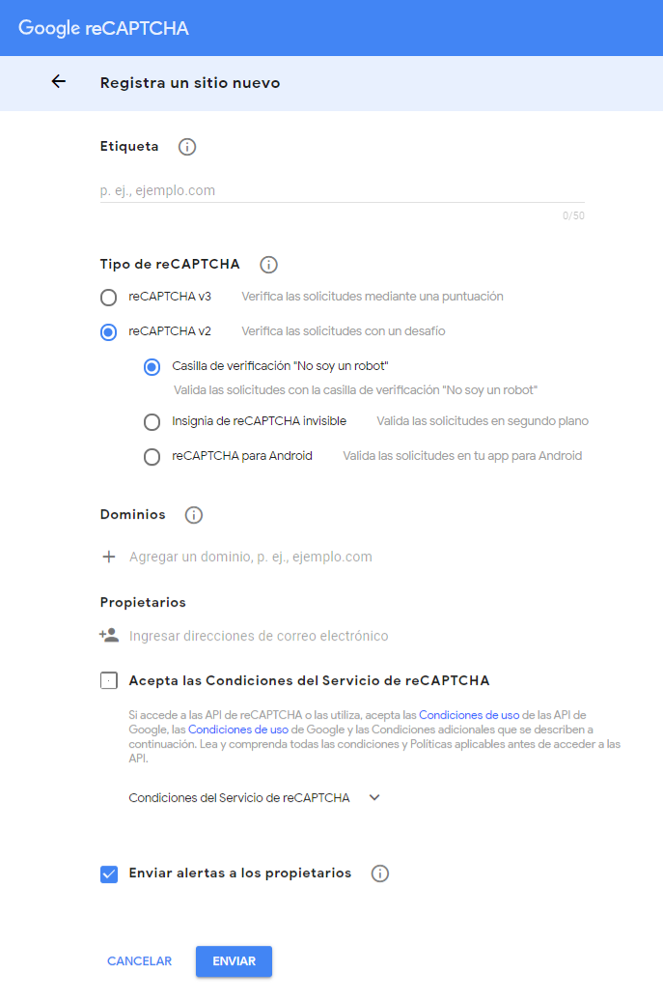 Google reCAPTCHA
Registra un sitio nuevo
Etiqueta
p. ej., ejemplo.com
0/50
Tipo de reCAPTCHA
reCAPTCHA v3 Verifica las solicitudes mediante una puntuación
reCAPTCHA v2 Verifica las solicitudes con un desafío
Casilla de verificación "No soy un robot"
Valida las solicitudes con la casilla de verificación "No soy un robot"
Insignia de reCAPTCHA invisible Valida las solicitudes en segundo plano
reCAPTCHA para Android Valida las solicitudes en tu app para Android
Dominios
Agregar un dominio, p. ej., ejemplo.com
Propietarios
Ingresar direcciones de correo electrónico
Acepta las Condiciones del Servicio de reCAPTCHA
Si accede a las API de reCAPTCHA o las utiliza, acepta las Condiciones de uso de las API de
Google, las Condiciones de uso de Google y las Condiciones adicionales que se describen a
continuación. Lea y comprenda todas las condiciones y Políticas aplicables antes de acceder a las
API.
Condiciones del Servicio de reCAPTCHA
Enviar alertas a los propietarios
CANCELAR ENVIAR